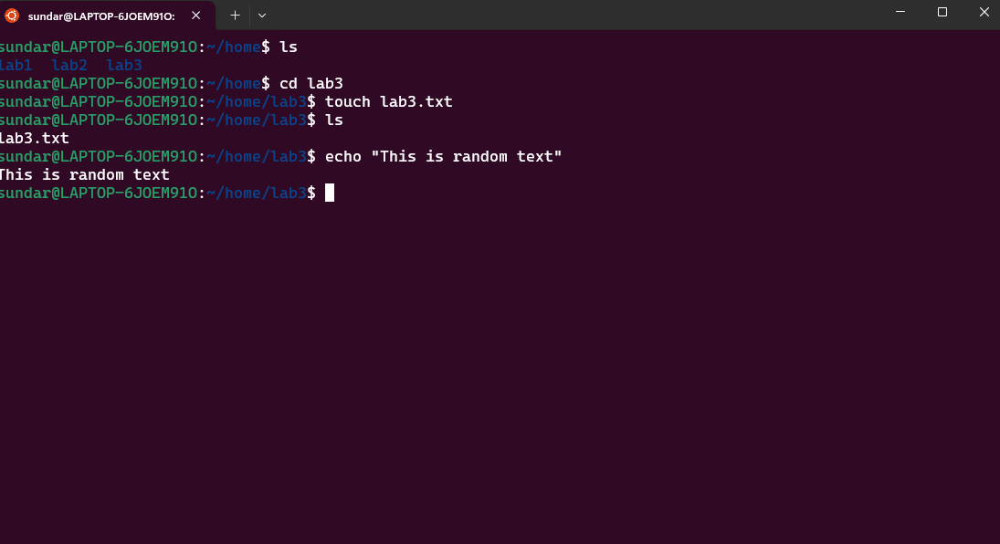 sundar@LAPTOP-6JOEM91O:
sundar@LAPTOP-6JOEM91O:~/home$ ls
lab1  lab2  lab3
sundar@LAPTOP-6JOEM91O:~/home$ cd lab3
sundar@LAPTOP-6JOEM91O:~/home/lab3$ touch lab3.txt
sundar@LAPTOP-6JOEM91O:~/home/lab3$ ls
lab3.txt
sundar@LAPTOP-6JOEM91O:~/home/lab3$ echo "This is random text"
This is random text
sundar@LAPTOP-6JOEM91O:~/home/lab3$